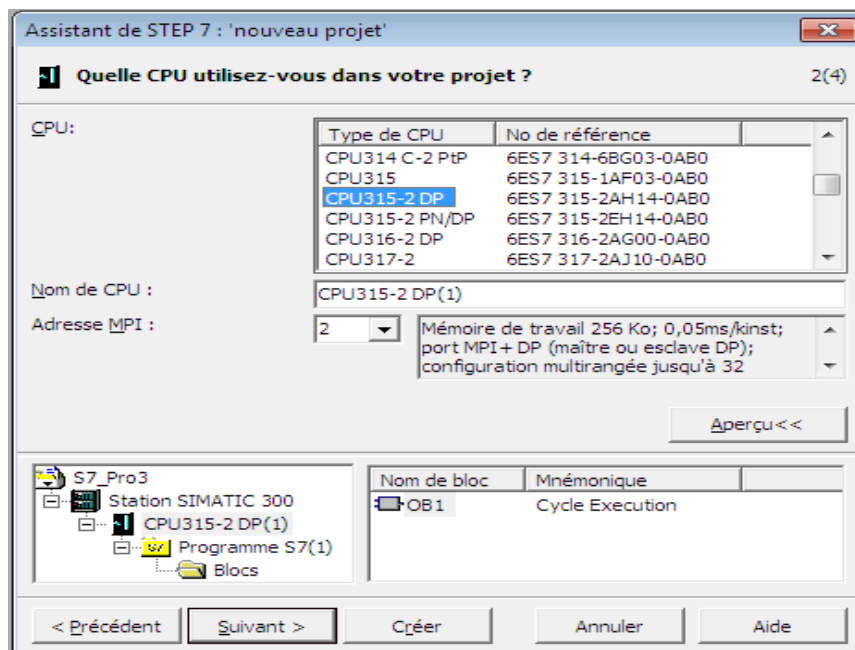 Assistant de STEP 7 : 'nouveau projet'
Quelle CPU utilisez-vous dans votre projet ? 2(4)
CPU:
Type de CPU No de référence
CPU314 C-2 PtP 6ES7 314-6BG03-0AB0
CPU315 6ES7 315-1AF03-0AB0
CPU315-2 DP 6ES7 315-2AH14-0AB0
CPU315-2 PN/DP 6ES7 315-2EH14-0AB0
CPU316-2 DP 6ES7 316-2AG00-0AB0
CPU317-2 6ES7 317-2AJ10-0AB0
Nom de CPU : CPU315-2 DP(1)
Adresse MPI : 2
Mémoire de travail 256 Ko; 0,05ms/kinst;
port MPI+ DP (maître ou esclave DP);
configuration multirangée jusqu'à 32
Aperçu<<
S7_Pro3
Station SIMATIC 300
CPU315-2 DP(1)
Programme S7(1)
Blocs
Nom de bloc Mnémonique
OB1 Cycle Execution
< Précédent Suivant > Créer Annuler Aide